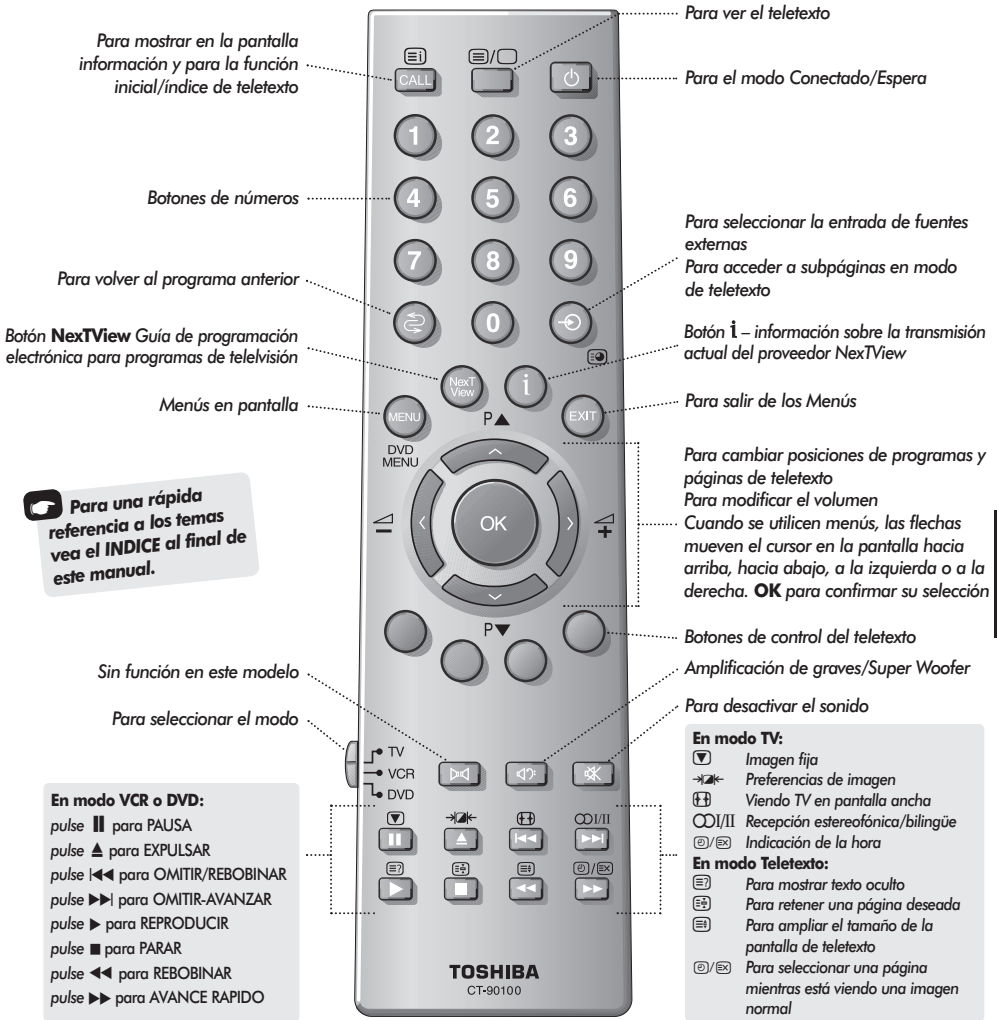 Para ver el teletexto
Para mostrar en la pantalla
información y para la función
inicial/índice de teletexto
Para el modo Conectado/Espera
CALL
1 2 3
Botones de números
4 5 6
Para seleccionar la entrada de fuentes
externas
Para acceder a subpáginas en modo
de teletexto
7 8 9
Para volver al programa anterior
0
Botón NexTView Guía de programación
electrónica para programas de telelvisión
Botón i – información sobre la transmisión
actual del proveedor NexTView
NexT
View
i
Menús en pantalla
MENU
P▲
EXIT
Para salir de los Menús
DVD
MENU
Para cambiar posiciones de programas y
páginas de teletexto
Para modificar el volumen
Cuando se utilicen menús, las flechas
mueven el cursor en la pantalla hacia
arriba, hacia abajo, a la izquierda o a la
derecha. OK para confirmar su selección
Para una rápida
referencia a los temas
vea el INDICE al final de
este manual.
OK
− +
P▼
Botones de control del teletexto
Sin función en este modelo
Amplificación de graves/Super Woofer
Para seleccionar el modo
Para desactivar el sonido
TV
VCR
DVD
I/II
En modo VCR o DVD:
pulse ⏸ para PAUSA
pulse ⏏ para EXPULSAR
pulse |◀◀ para OMITIR/REBOBINAR
pulse ▶▶| para OMITIR-AVANZAR
pulse ▶ para REPRODUCIR
pulse ■ para PARAR
pulse ◀◀ para REBOBINAR
pulse ▶▶ para AVANCE RAPIDO
En modo TV:
Imagen fija
Preferencias de imagen
Viendo TV en pantalla ancha
I/II Recepción estereofónica/bilingüe
Indicación de la hora
En modo Teletexto:
Para mostrar texto oculto
Para retener una página deseada
Para ampliar el tamaño de la
pantalla de teletexto
Para seleccionar una página
mientras está viendo una imagen
normal
TOSHIBA
CT-90100